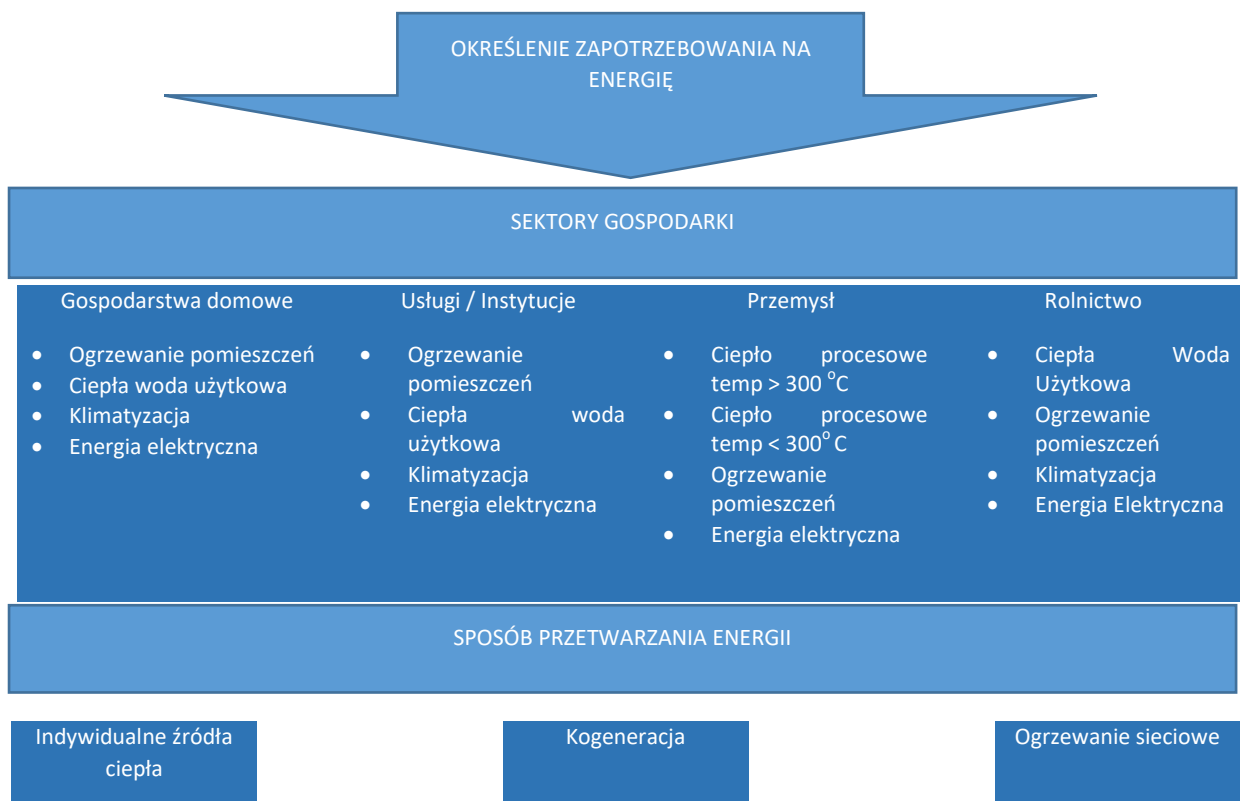 OKREŚLENIE ZAPOTRZEBOWANIA NA
ENERGIĘ
SEKTORY GOSPODARKI
Gospodarstwa domowe
• Ogrzewanie pomieszczeń
• Ciepła woda użytkowa
• Klimatyzacja
• Energia elektryczna
Usługi / Instytucje
• Ogrzewanie
pomieszczeń
• Ciepła woda
użytkowa
• Klimatyzacja
• Energia elektryczna
Przemysł
• Ciepło procesowe
temp > 300 °C
• Ciepło procesowe
temp < 300° C
• Ogrzewanie
pomieszczeń
• Energia elektryczna
Rolnictwo
• Ciepła Woda
Użytkowa
• Ogrzewanie
pomieszczeń
• Klimatyzacja
• Energia Elektryczna
SPOSÓB PRZETWARZANIA ENERGII
Indywidualne źródła
ciepła
Kogeneracja
Ogrzewanie sieciowe